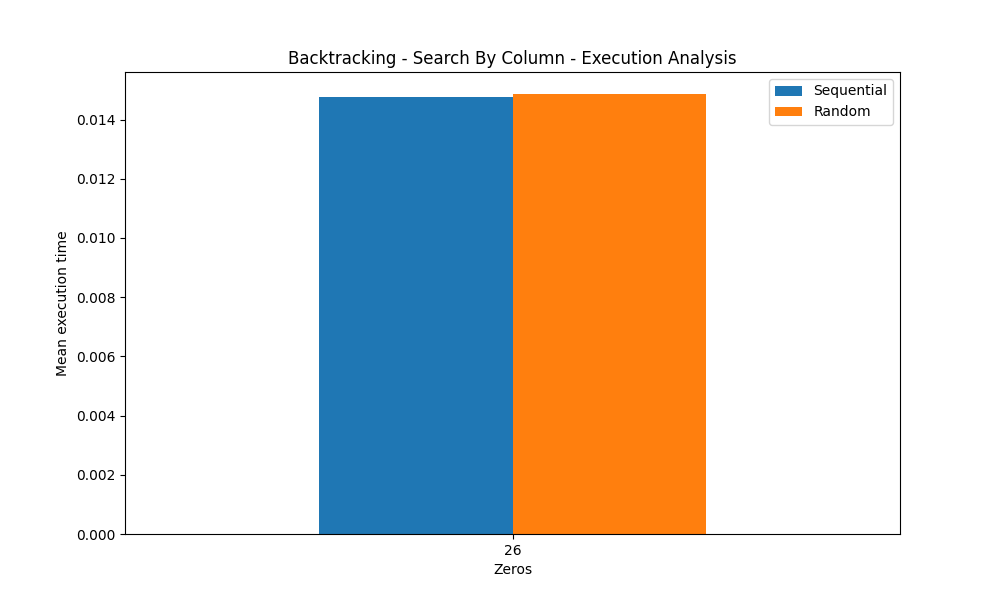 Backtracking - Search By Column - Execution Analysis
Sequential
Random
0.014
0.012
0.010
0.008
0.006
0.004
0.002
0.000
Mean execution time
26
Zeros